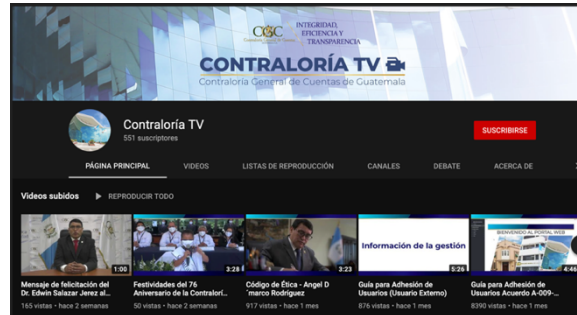 CGC
INTEGRIDAD,
EFICIENCIA Y
TRANSPARENCIA
CONTRALORÍA TV
Contraloría General de Cuentas de Guatemala
Contraloría TV
551 suscriptores
SUSCRIBIRSE
PÁGINA PRINCIPAL VIDEOS LISTAS DE REPRODUCCIÓN CANALES DEBATE ACERCA DE
Videos subidos REPRODUCIR TODO
1:00
3:28
3:23
Información de la gestión
5:26
BIENVENIDO AL PORTAL WEB
4:46
Mensaje de felicitación del
Dr. Edwin Salazar Jerez al...
165 vistas • hace 2 semanas
Festividades del 76
Aniversario de la Contralorí...
50 vistas • hace 2 semanas
Código de Ética - Angel D
´marco Rodríguez
917 vistas • hace 1 mes
Guía para Adhesión de
Usuarios (Usuario Externo)
876 vistas • hace 1 mes
Guía para Adhesión de
Usuarios Acuerdo A-009-...
8390 vistas • hace 1 mes